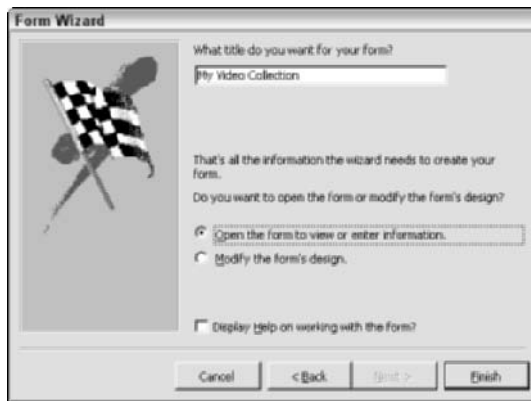 Form Wizard
What title do you want for your form?
My Video Collection
That's all the information the wizard needs to create your
form.
Do you want to open the form or modify the form's design?
Open the form to view or enter information.
Modify the form's design.
Display Help on working with the form?
Cancel < Back Next > Finish